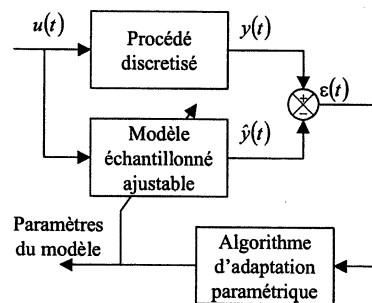 u(t)
Procédé
discretisé
y(t)
+
−
ε(t)
Modèle
échantillonné
ajustable
ŷ(t)
Paramètres
du modèle
Algorithme
d'adaptation
paramétrique